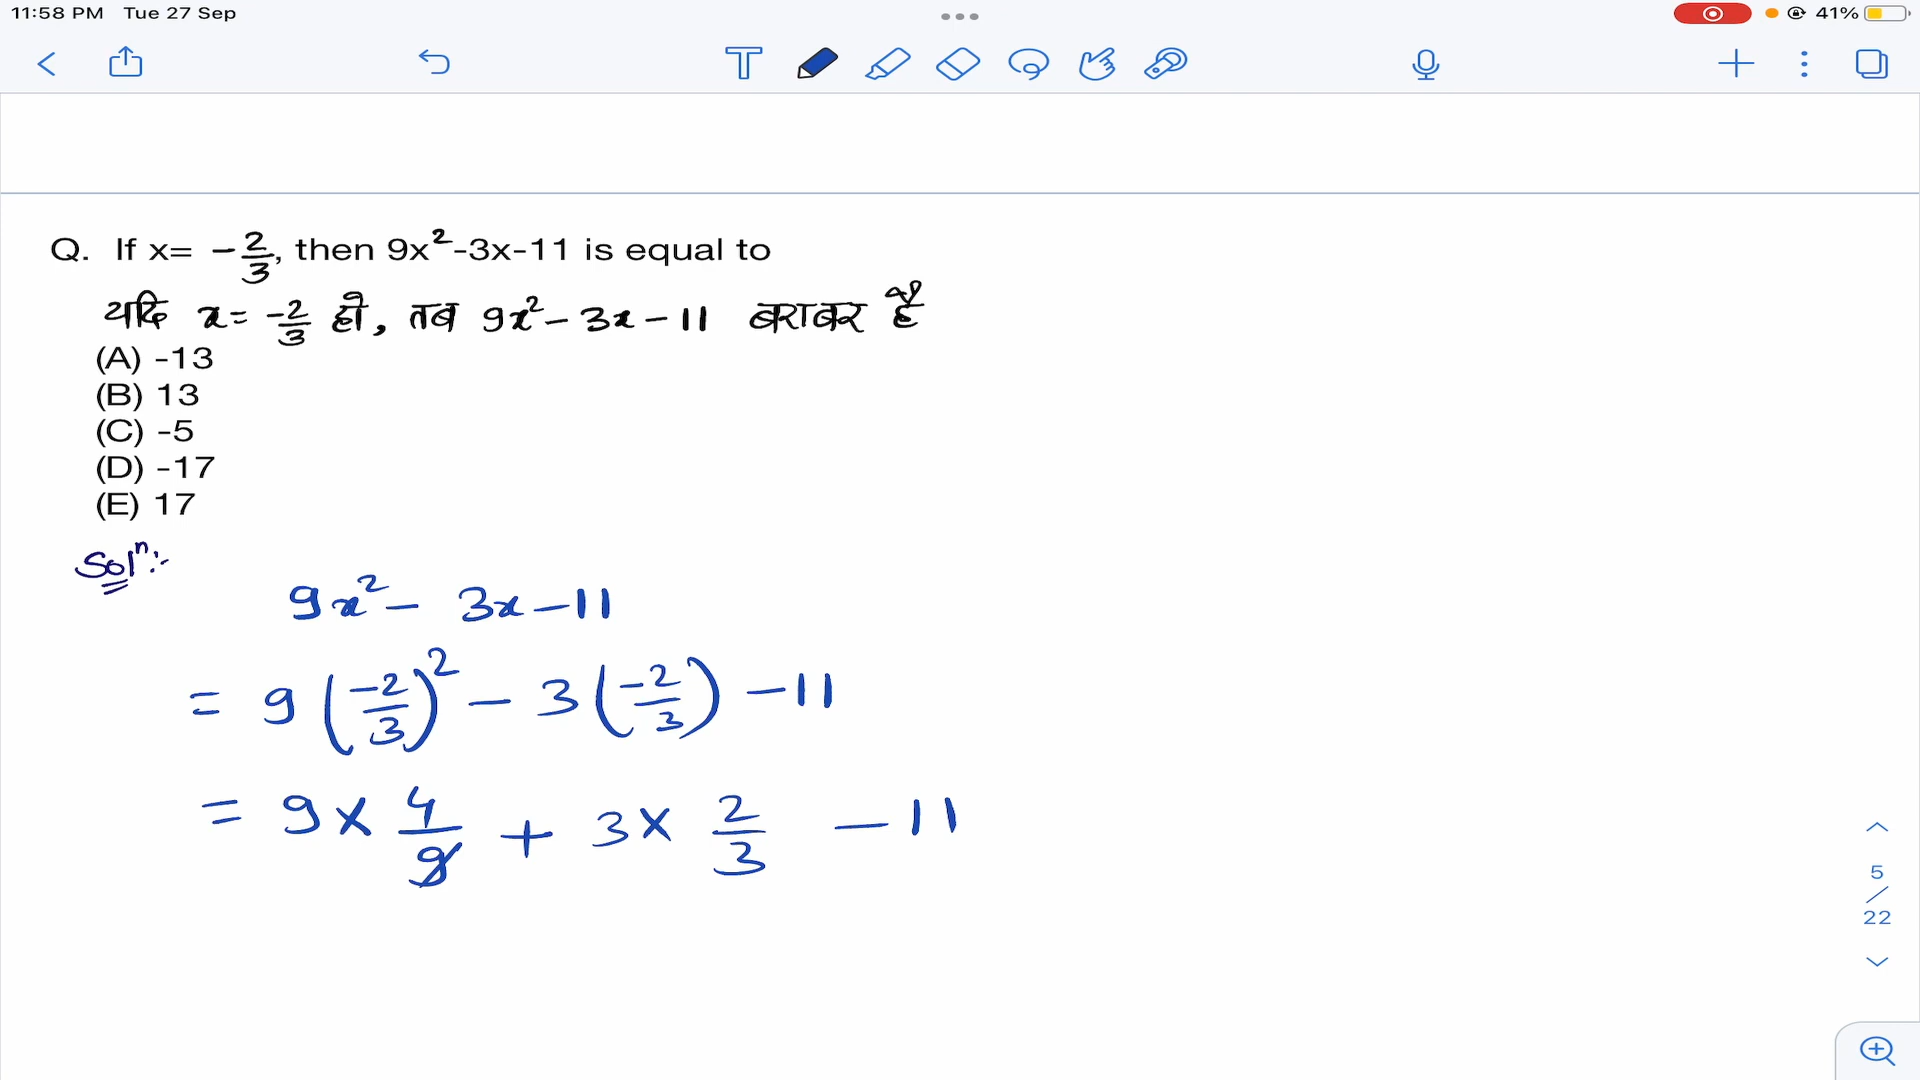 11:58 PM Tue 27 Sep
41%
T
Q. If x= -2/3, then 9x²-3x-11 is equal to
यदि x = -2/3 हो, तब 9x² - 3x - 11 बराबर है
(A) -13
(B) 13
(C) -5
(D) -17
(E) 17
Solⁿ:-
9x² - 3x - 11
= 9(-2/3)² - 3(-2/3) - 11
= 9 × 4/9 + 3 × 2/3 - 11
5
/
22